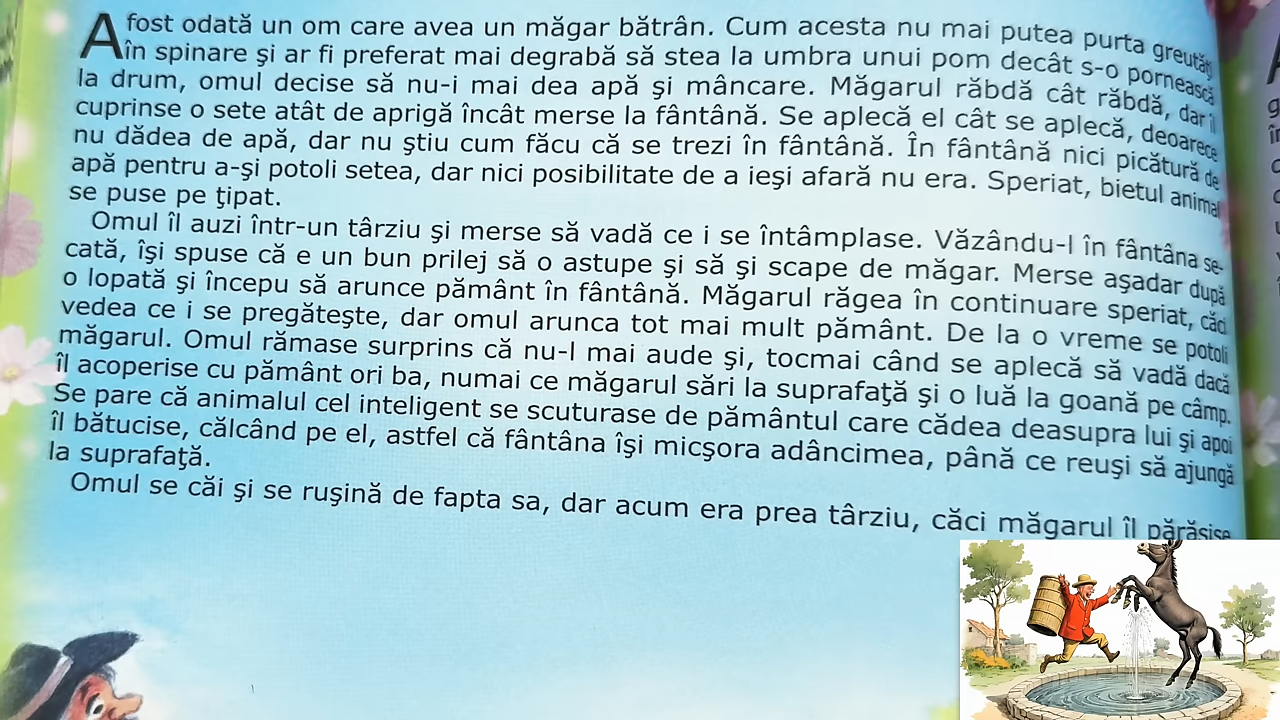 A fost odată un om care avea un măgar bătrân. Cum acesta nu mai putea purta greutăţi
în spinare şi ar fi preferat mai degrabă să stea la umbra unui pom decât s-o pornească
la drum, omul decise să nu-i mai dea apă şi mâncare. Măgarul răbdă cât răbdă, dar îl
cuprinse o sete atât de aprigă încât merse la fântână. Se aplecă el cât se aplecă, deoarece
nu dădea de apă, dar nu ştiu cum făcu că se trezi în fântână. În fântână nici picătură de
apă pentru a-şi potoli setea, dar nici posibilitate de a ieşi afară nu era. Speriat, bietul animal
se puse pe ţipat.
Omul îl auzi într-un târziu şi merse să vadă ce i se întâmplase. Văzându-l în fântâna se-
cată, îşi spuse că e un bun prilej să o astupe şi să şi scape de măgar. Merse aşadar după
o lopată şi începu să arunce pământ în fântână. Măgarul răgea în continuare speriat, căci
vedea ce i se pregăteşte, dar omul arunca tot mai mult pământ. De la o vreme se potoli
măgarul. Omul rămase surprins că nu-l mai aude şi, tocmai când se aplecă să vadă dacă
îl acoperise cu pământ ori ba, numai ce măgarul sări la suprafaţă şi o luă la goană pe câmp.
Se pare că animalul cel inteligent se scuturase de pământul care cădea deasupra lui şi apoi
îl bătucise, călcând pe el, astfel că fântâna îşi micşora adâncimea, până ce reuşi să ajungă
la suprafaţă.
Omul se căi şi se ruşină de fapta sa, dar acum era prea târziu, căci măgarul îl părăsise